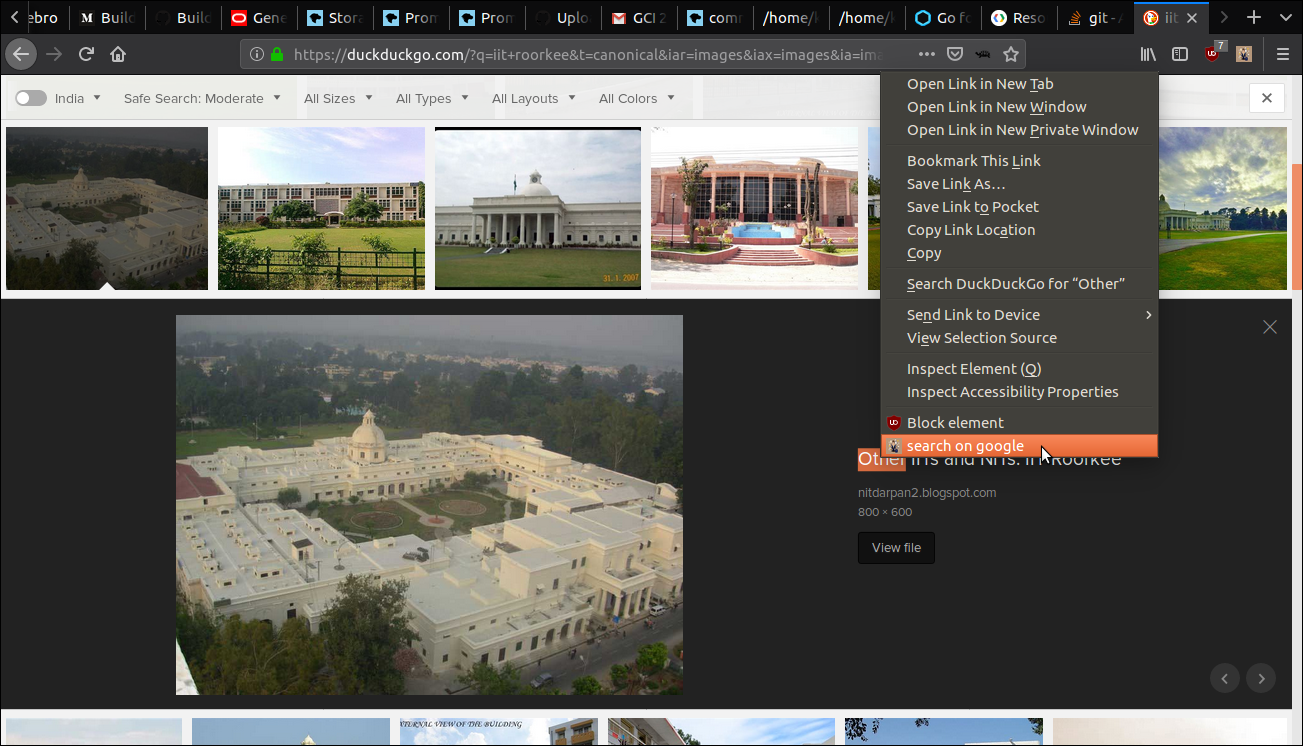 ebro
Build
Build
Gene
Stora
Prom
Prom
Uplo
GCI 2
comm
/home/k
/home/k
Go fo
Reso
git - A
iit
https://duckduckgo.com/?q=iit+roorkee&t=canonical&iar=images&iax=images&ia=ima
7
India
Safe Search: Moderate
All Sizes
All Types
All Layouts
All Colors
31.1.2007
Open Link in New Tab
Open Link in New Window
Open Link in New Private Window
Bookmark This Link
Save Link As…
Save Link to Pocket
Copy Link Location
Copy
Search DuckDuckGo for “Other”
Send Link to Device
View Selection Source
Inspect Element (Q)
Inspect Accessibility Properties
Block element
search on google
Other IITs and NITs: IIT Roorkee
nitdarpan2.blogspot.com
800 × 600
View file
XTERNAL VIEW OF THE BUILDING